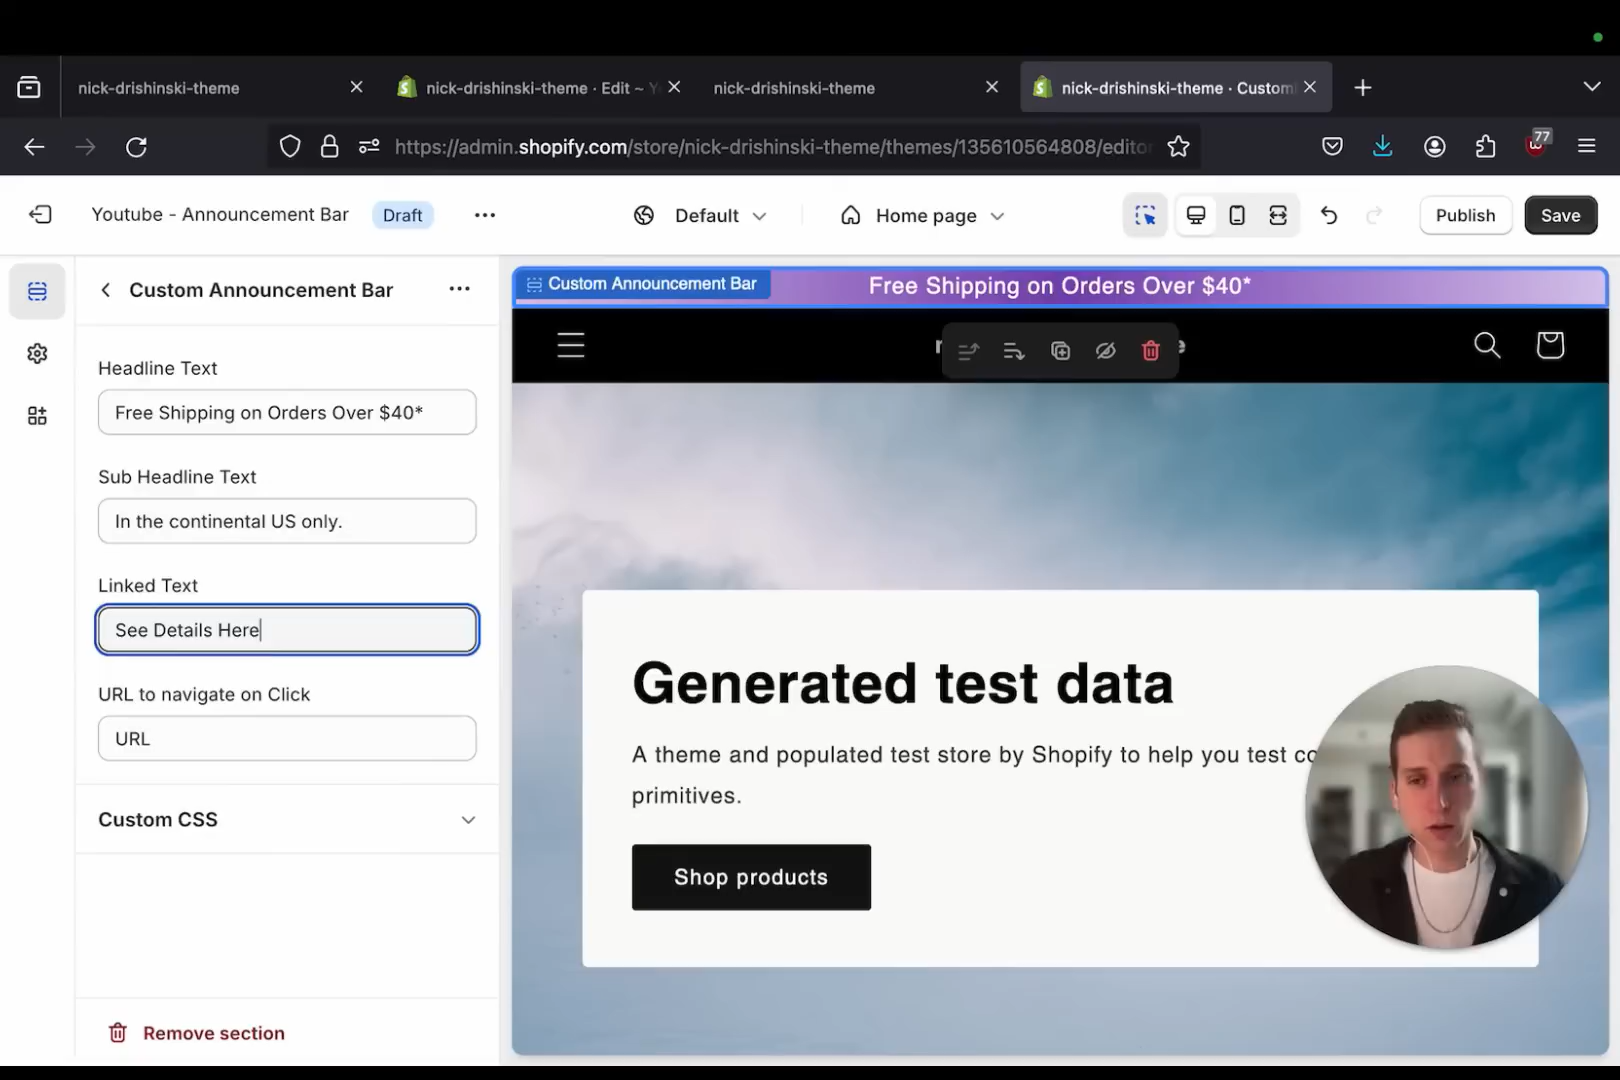 nick-drishinski-theme
nick-drishinski-theme · Edit ~ Y
nick-drishinski-theme
nick-drishinski-theme · Custom
https://admin.shopify.com/store/nick-drishinski-theme/themes/135610564808/editor
77
Youtube - Announcement Bar
Draft
Default
Home page
Publish
Save
Custom Announcement Bar
Headline Text
Free Shipping on Orders Over $40*
Sub Headline Text
In the continental US only.
Linked Text
See Details Here
URL to navigate on Click
URL
Custom CSS
Remove section
Custom Announcement Bar
Free Shipping on Orders Over $40*
Generated test data
A theme and populated test store by Shopify to help you test
primitives.
Shop products